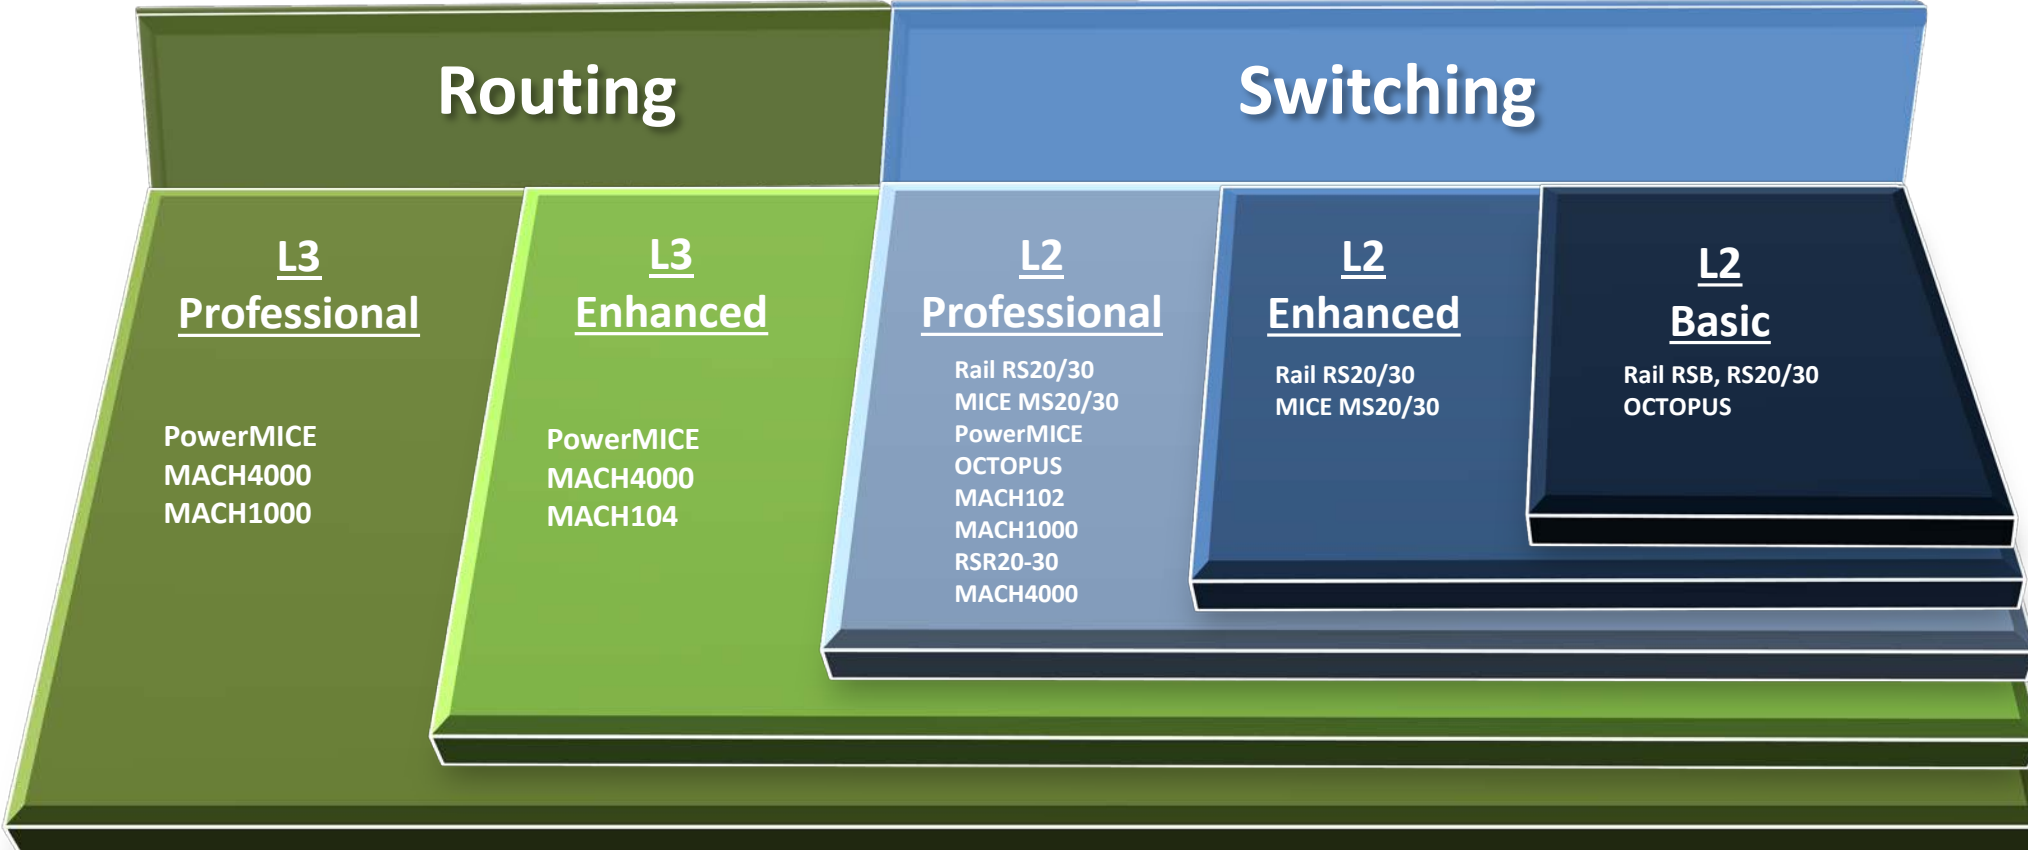 Routing
Switching
L3
Professional
PowerMICE
MACH4000
MACH1000
L3
Enhanced
PowerMICE
MACH4000
MACH104
L2
Professional
Rail RS20/30
MICE MS20/30
PowerMICE
OCTOPUS
MACH102
MACH1000
RSR20-30
MACH4000
L2
Enhanced
Rail RS20/30
MICE MS20/30
L2
Basic
Rail RSB, RS20/30
OCTOPUS